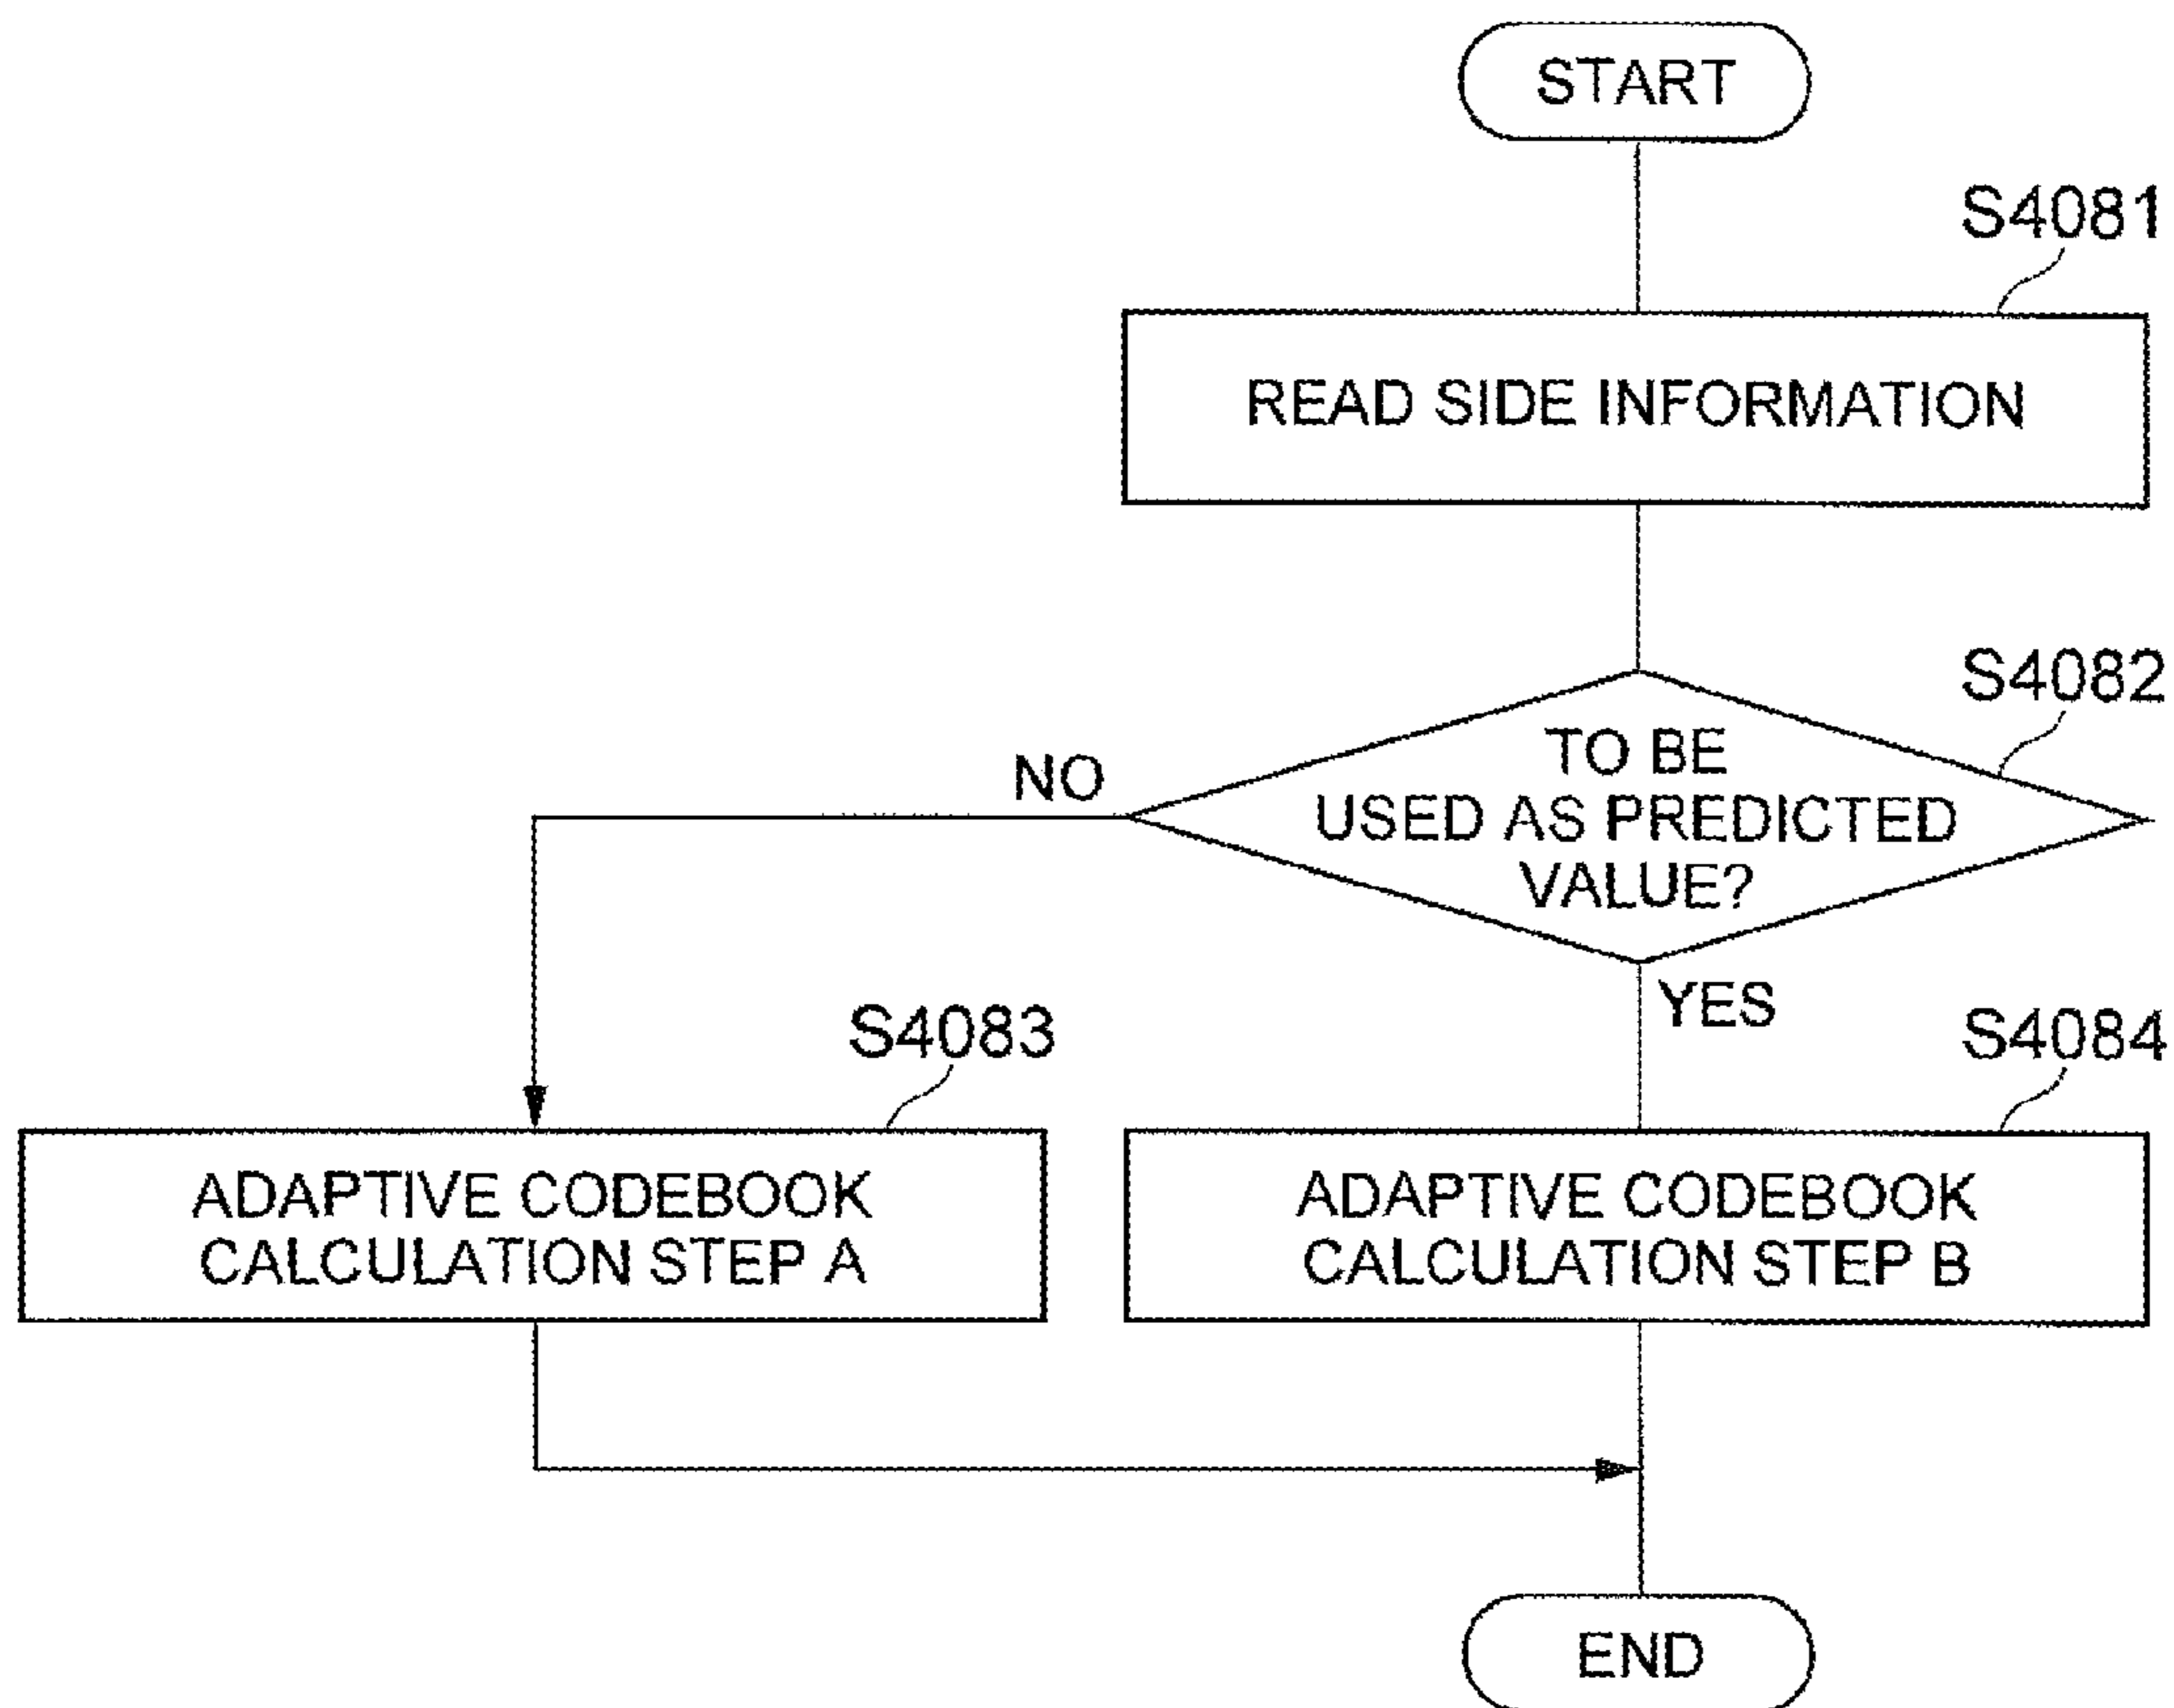 START
S4081
READ SIDE INFORMATION
S4082
TO BE
USED AS PREDICTED
VALUE?
NO
YES
S4083
ADAPTIVE CODEBOOK
CALCULATION STEP A
S4084
ADAPTIVE CODEBOOK
CALCULATION STEP B
END